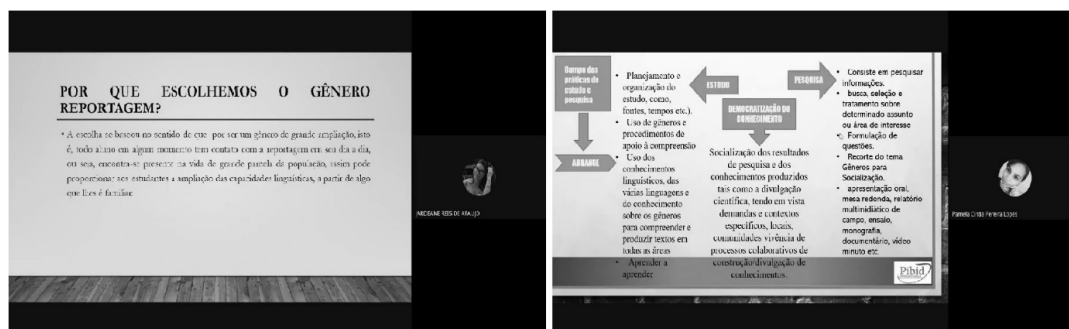 POR QUE ESCOLHEMOS O GÊNERO
REPORTAGEM?
• A escolha se baseou no sentido de que por ser um gênero de grande ampliação, isto
é, todo aluno em algum momento tem contato com a reportagem em seu dia a dia,
ou seja, encontra-se presente na vida de grande parcela da população, assim pode
proporcionar aos estudantes a ampliação das capacidades linguísticas, a partir de algo
que lhes é familiar.
REIS DE ARAUJO
Campo das
práticas de
estudo e
pesquisa
ABRANGE
• Planejamento e
organização do
estudo, como,
fontes, tempos etc.).
• Uso de gêneros e
procedimentos de
apoio à compreensão
• Uso dos
conhecimentos
linguísticos, das
várias linguagens e
do conhecimento
sobre os gêneros
para compreender e
produzir textos em
todas as áreas
• Aprender a
aprender
ESTUDO
DEMOCRATIZAÇÃO DO
CONHECIMENTO
Socialização dos resultados
de pesquisa e dos
conhecimentos produzidos
tais como a divulgação
científica, tendo em vista
demandas e contextos
específicos, locais,
comunidades vivência de
processos colaborativos de
construção/divulgação de
conhecimentos.
PESQUISA
• Consiste em pesquisar
informações:
• busca, seleção e
tratamento sobre
determinado assunto
ou área de interesse
• Formulação de
questões.
• Recorte do tema
Gêneros para
Socialização.
• apresentação oral,
mesa redonda, relatório
multimidiático de
campo, ensaio,
monografia,
documentário, vídeo
minuto etc.
Pibid
Pamela Pereira Lopes